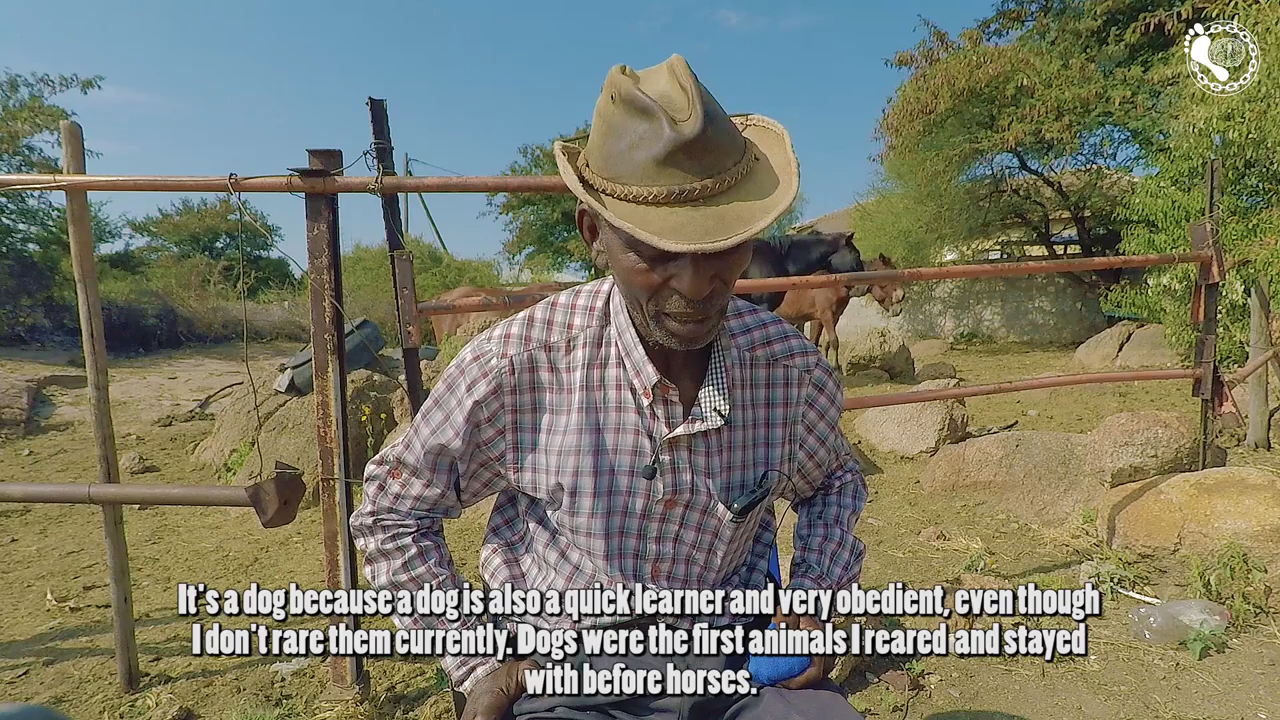 It's a dog because a dog is also a quick learner and very obedient, even though
I don't rare them currently. Dogs were the first animals I reared and stayed
with before horses.